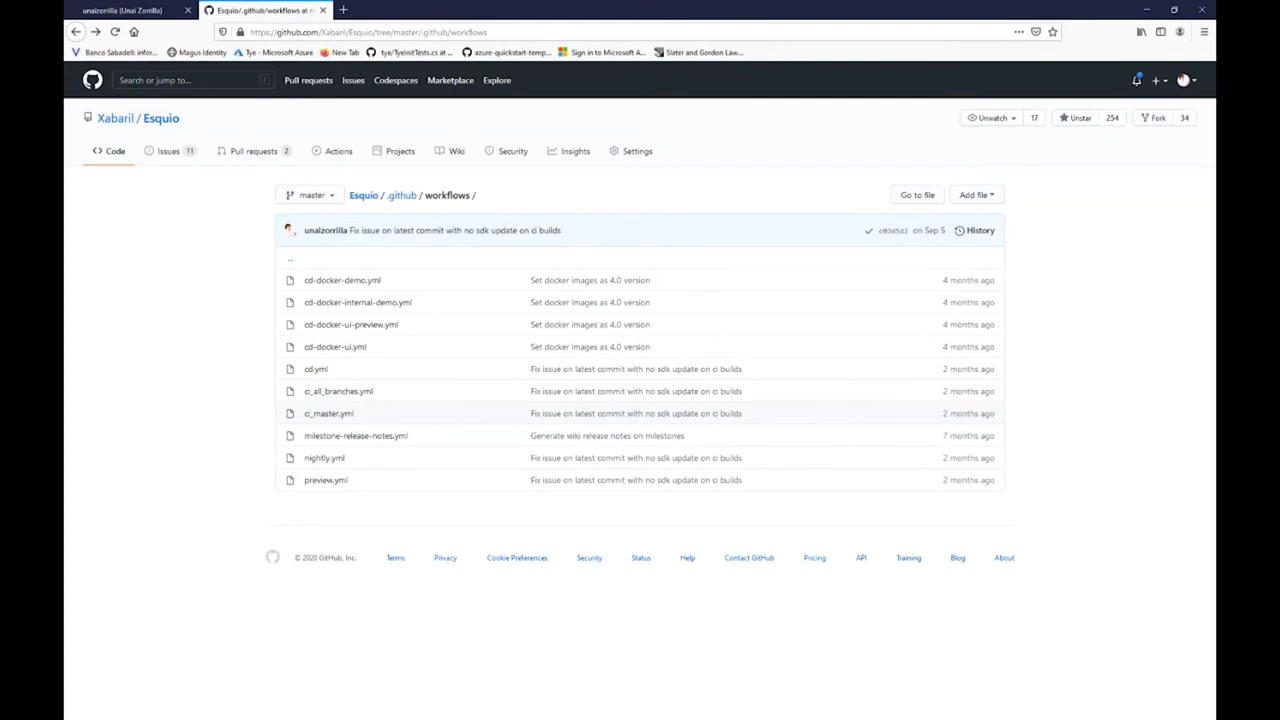 unaizorrilla (Unai Zorrilla)
Esquio/.github/workflows at m
https://github.com/Xabaril/Esquio/tree/master/.github/workflows
Banco Sabadell: infor... Magus Identity Tye - Microsoft Azure New Tab tye/TyeInitTests.cs at ... azure-quickstart-temp... Sign in to Microsoft A... Slater and Gordon Law...
Search or jump to... / Pull requests Issues Codespaces Marketplace Explore
Xabaril / Esquio Unwatch 17 Unstar 254 Fork 34
Code Issues 11 Pull requests 2 Actions Projects Wiki Security Insights Settings
master Esquio / .github / workflows / Go to file Add file
unaizorrilla Fix issue on latest commit with no sdk update on ci builds c03d5d2 on Sep 5 History
..
cd-docker-demo.yml Set docker images as 4.0 version 4 months ago
cd-docker-internal-demo.yml Set docker images as 4.0 version 4 months ago
cd-docker-ui-preview.yml Set docker images as 4.0 version 4 months ago
cd-docker-ui.yml Set docker images as 4.0 version 4 months ago
cd.yml Fix issue on latest commit with no sdk update on ci builds 2 months ago
ci_all_branches.yml Fix issue on latest commit with no sdk update on ci builds 2 months ago
ci_master.yml Fix issue on latest commit with no sdk update on ci builds 2 months ago
milestone-release-notes.yml Generate wiki release notes on milestones 7 months ago
nightly.yml Fix issue on latest commit with no sdk update on ci builds 2 months ago
preview.yml Fix issue on latest commit with no sdk update on ci builds 2 months ago
© 2020 GitHub, Inc. Terms Privacy Cookie Preferences Security Status Help Contact GitHub Pricing API Training Blog About